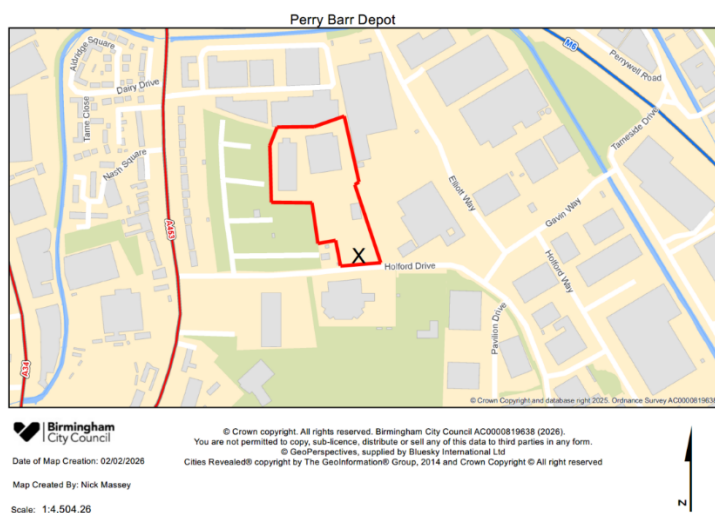 Perry Barr Depot
Aldridge Square
M6
Perrywell Road
Dairy Drive
Tame Close
Tameside Drive
Nash Square
Elliott Way
Gavin Way
A453
Holford Way
X
Holford Drive
Pavilion Drive
A34
© Crown Copyright and database right 2025. Ordnance Survey AC0000819638
Birmingham
City Council
© Crown copyright. All rights reserved. Birmingham City Council AC0000819638 (2026).
You are not permitted to copy, sub-licence, distribute or sell any of this data to third parties in any form.
© GeoPerspectives, supplied by Bluesky International Ltd
Cities Revealed® copyright by The GeoInformation® Group, 2014 and Crown Copyright © All right reserved
Date of Map Creation: 02/02/2026
Map Created By: Nick Massey
Scale: 1:4,504.26
N